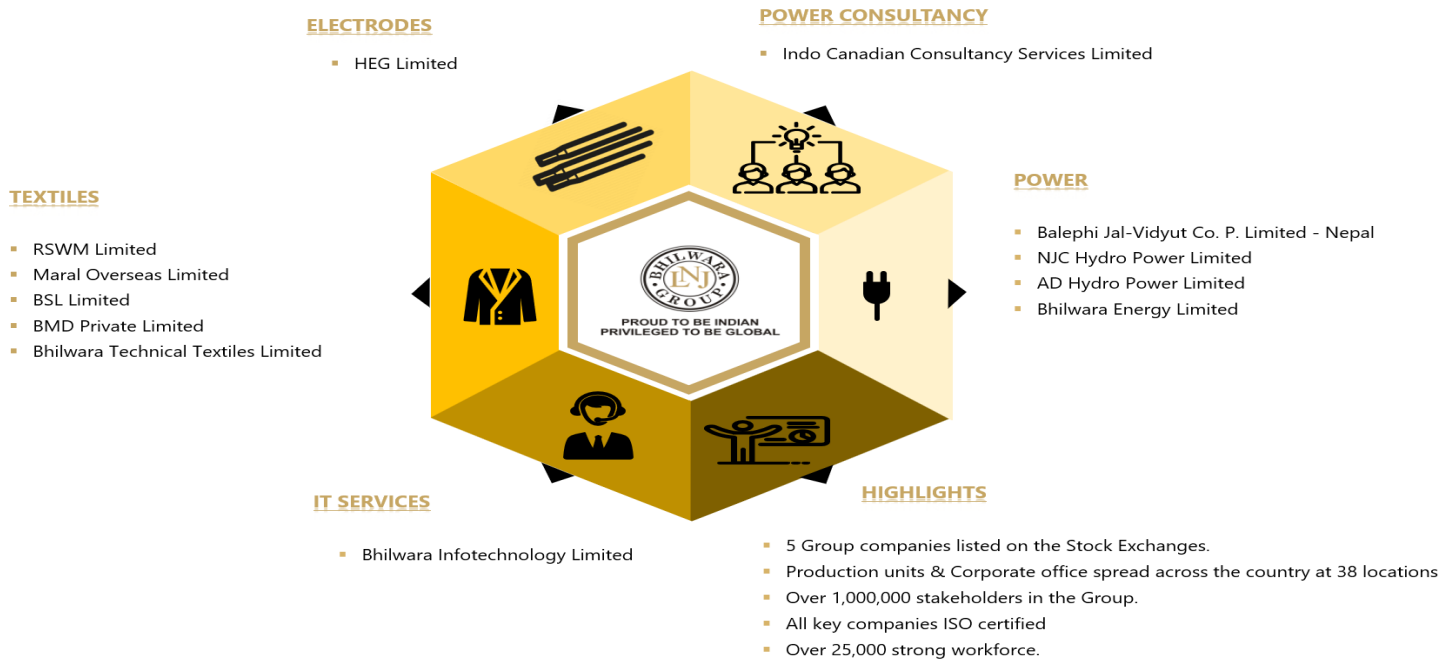 ELECTRODES
▪ HEG Limited
POWER CONSULTANCY
▪ Indo Canadian Consultancy Services Limited
TEXTILES
▪ RSWM Limited
▪ Maral Overseas Limited
▪ BSL Limited
▪ BMD Private Limited
▪ Bhilwara Technical Textiles Limited
POWER
▪ Balephi Jal-Vidyut Co. P. Limited - Nepal
▪ NJC Hydro Power Limited
▪ AD Hydro Power Limited
▪ Bhilwara Energy Limited
BHILWARA
LNJ
GROUP
PROUD TO BE INDIAN
PRIVILEGED TO BE GLOBAL
IT SERVICES
▪ Bhilwara Infotechnology Limited
HIGHLIGHTS
▪ 5 Group companies listed on the Stock Exchanges.
▪ Production units & Corporate office spread across the country at 38 locations
▪ Over 1,000,000 stakeholders in the Group.
▪ All key companies ISO certified
▪ Over 25,000 strong workforce.